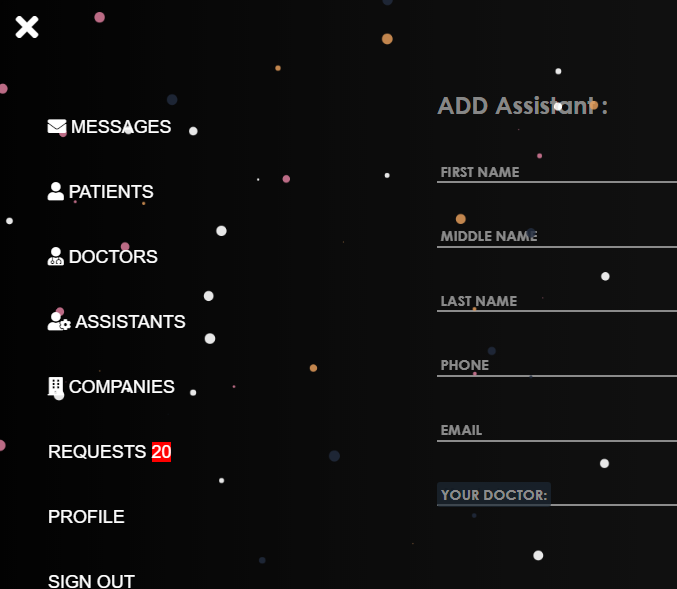 MESSAGES
PATIENTS
DOCTORS
ASSISTANTS
COMPANIES
REQUESTS 20
PROFILE
SIGN OUT
ADD Assistant :
FIRST NAME
MIDDLE NAME
LAST NAME
PHONE
EMAIL
YOUR DOCTOR: